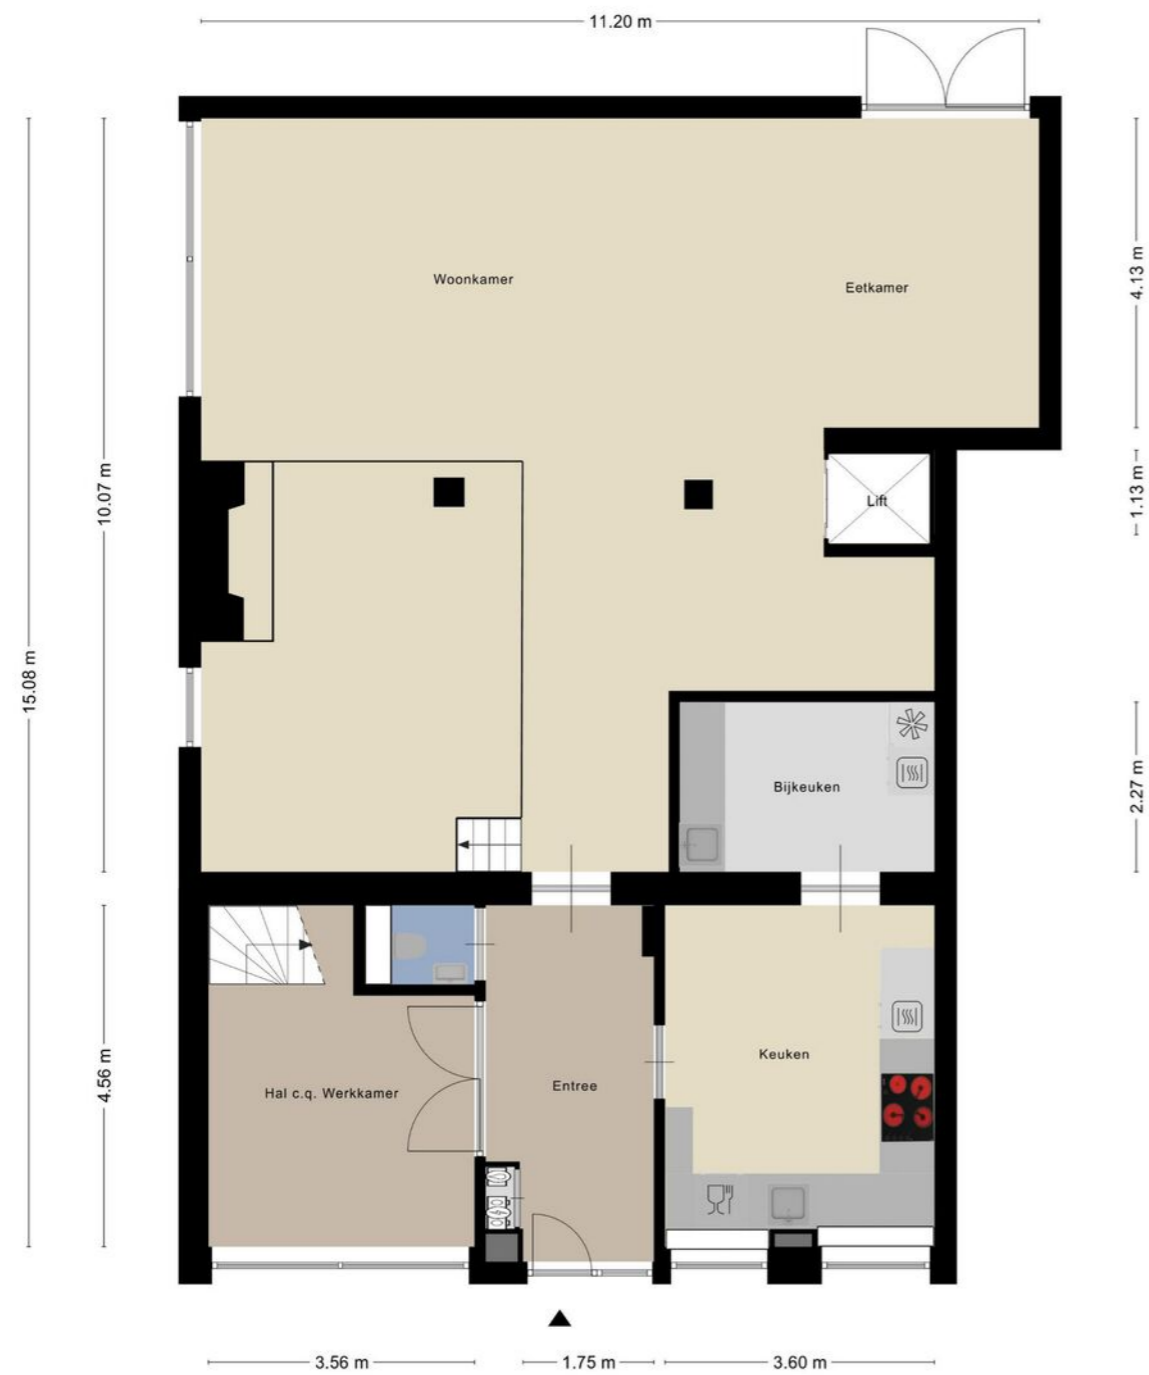 11.20 m
Woonkamer
Eetkamer
4.13 m
10.07 m
Lift
1.13 m
15.08 m
Bijkeuken
2.27 m
Keuken
4.56 m
Hal c.q. Werkkamer
Entree
3.56 m
1.75 m
3.60 m